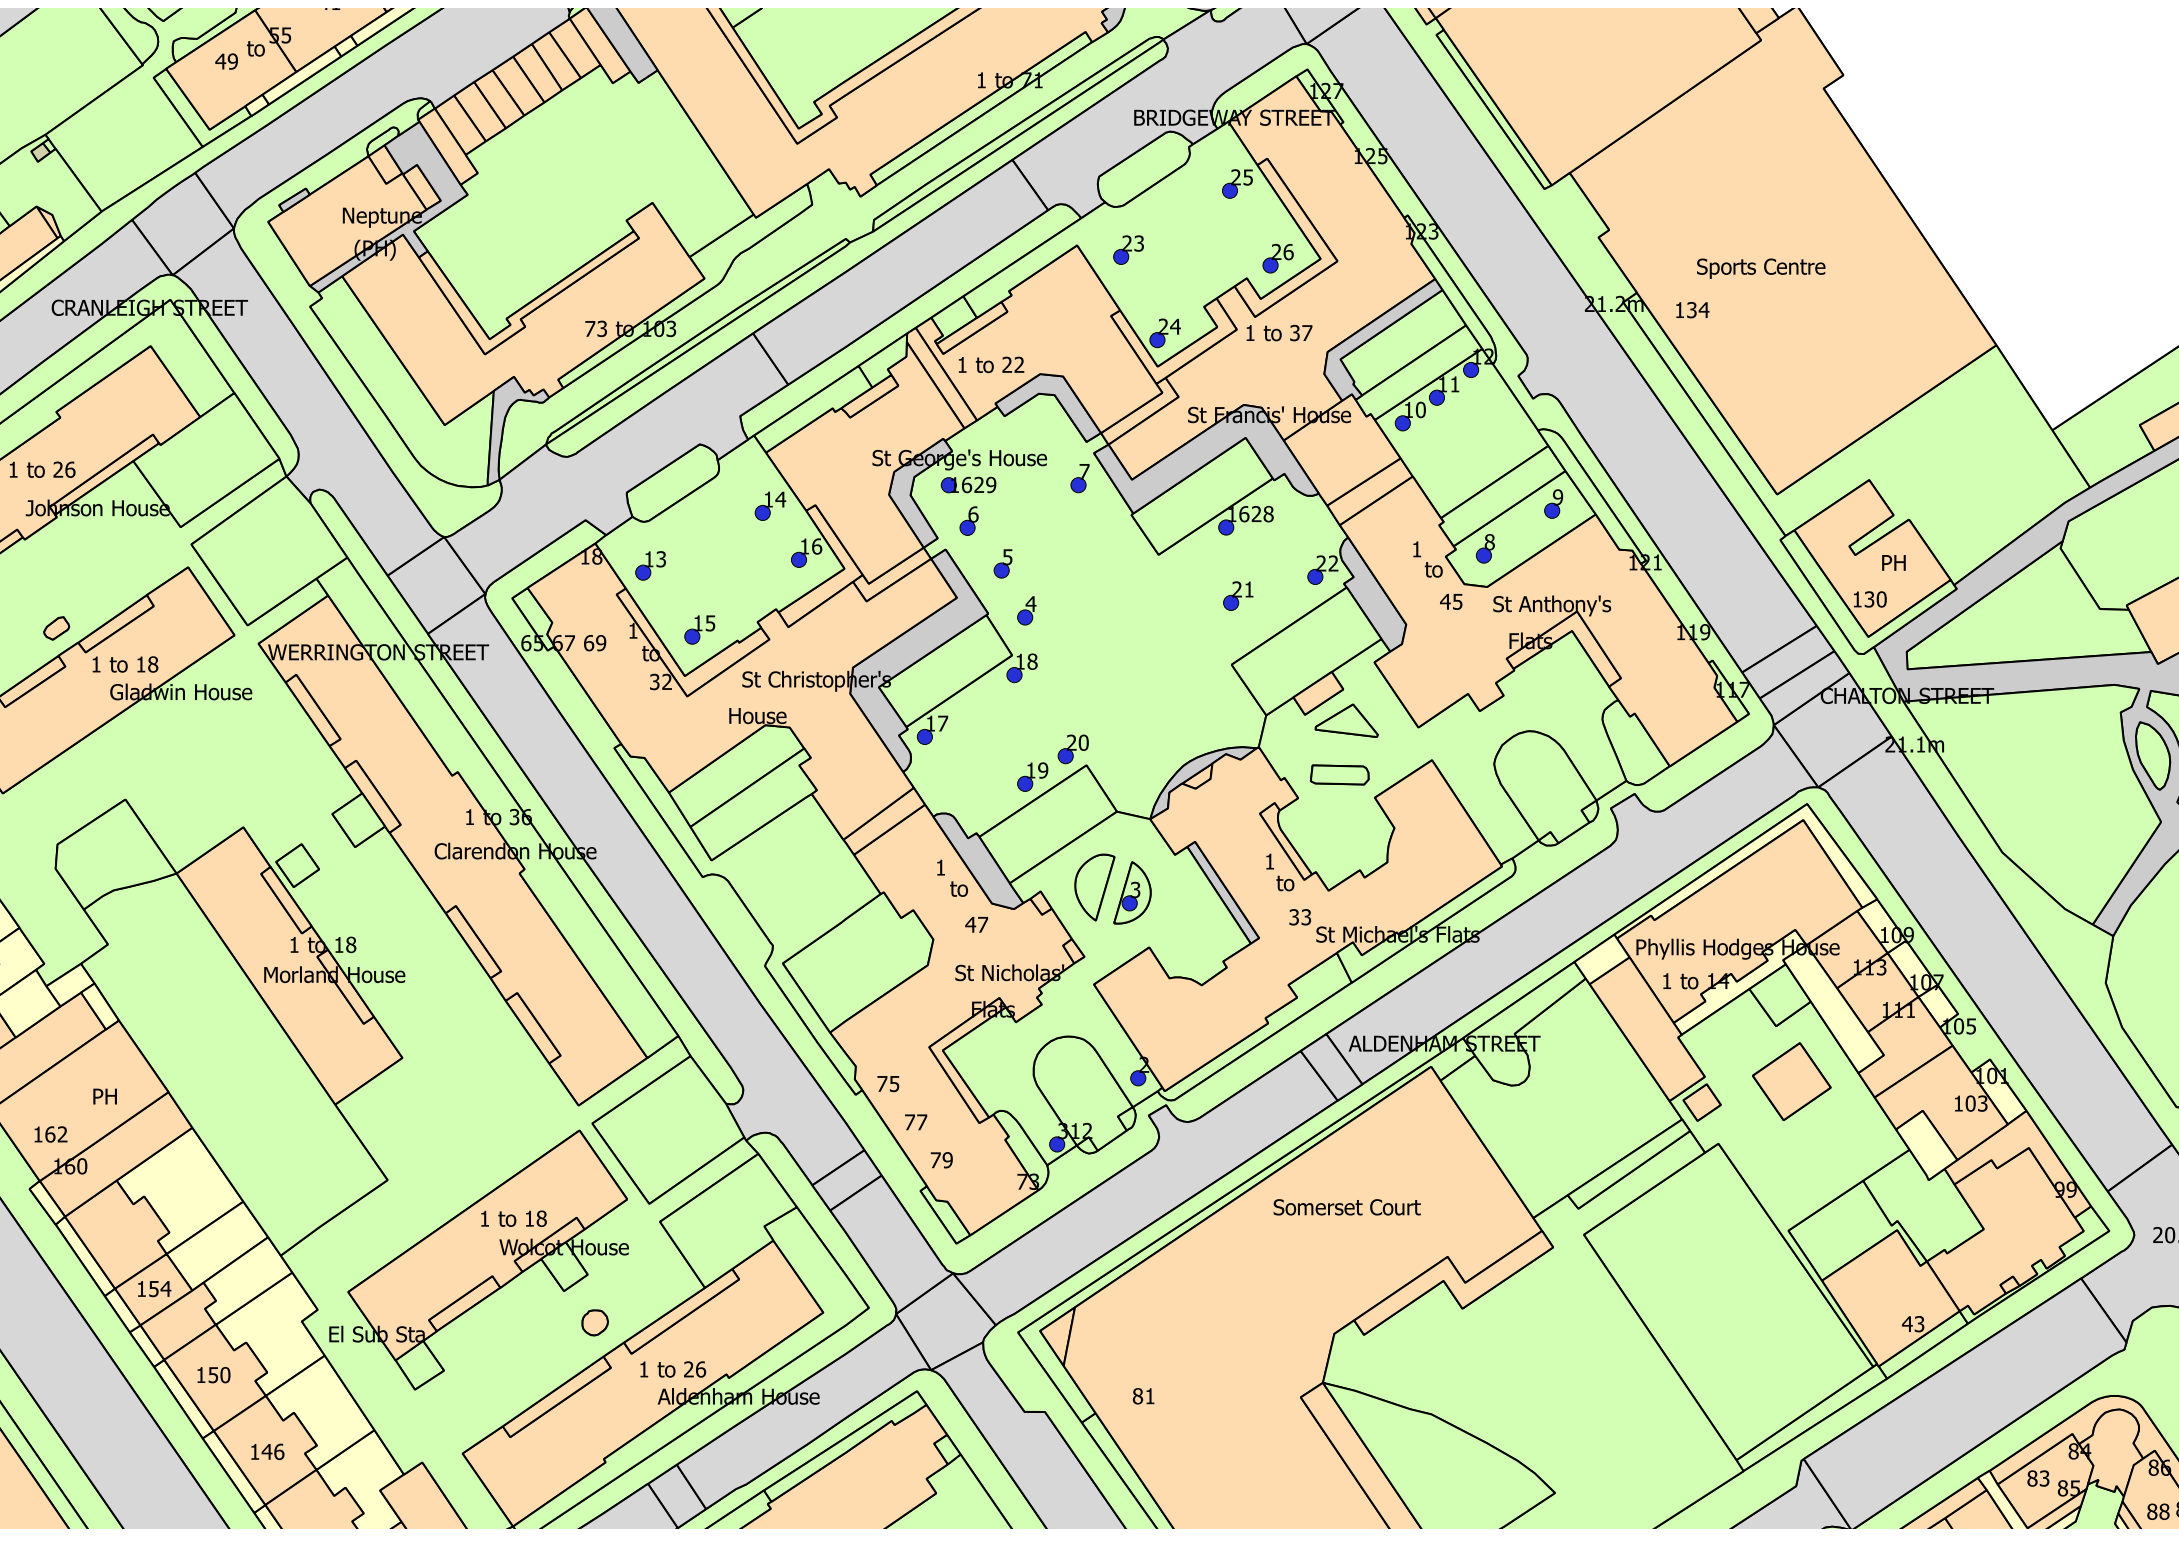 49 to 55
1 to 71
127
BRIDGEWAY STREET
125
25
Neptune
(PH)
23
123
26
Sports Centre
CRANLEIGH STREET
21.2m
134
73 to 103
24
1 to 37
1 to 22
12
11
10
St Francis' House
St George's House
1 to 26
Johnson House
7
1629
14
6
1628
9
16
8
18
13
5
22
1
to
45
121
PH
130
21
4
St Anthony's
Flats
15
65 67 69
1
to
32
119
WERRINGTON STREET
1 to 18
Gladwin House
18
St Christopher's
House
117
CHALTON STREET
17
20
21.1m
19
1 to 36
Clarendon House
1
to
47
1
to
33
3
St Michael's Flats
109
Phyllis Hodges House
1 to 14
113
107
111
105
1 to 18
Morland House
St Nicholas'
Flats
ALDENHAM STREET
2
75
77
79
73
312
101
103
PH
162
160
99
Somerset Court
1 to 18
Wolcot House
20.
154
El Sub Sta
43
150
1 to 26
Aldenham House
81
146
84
83
85
86
88